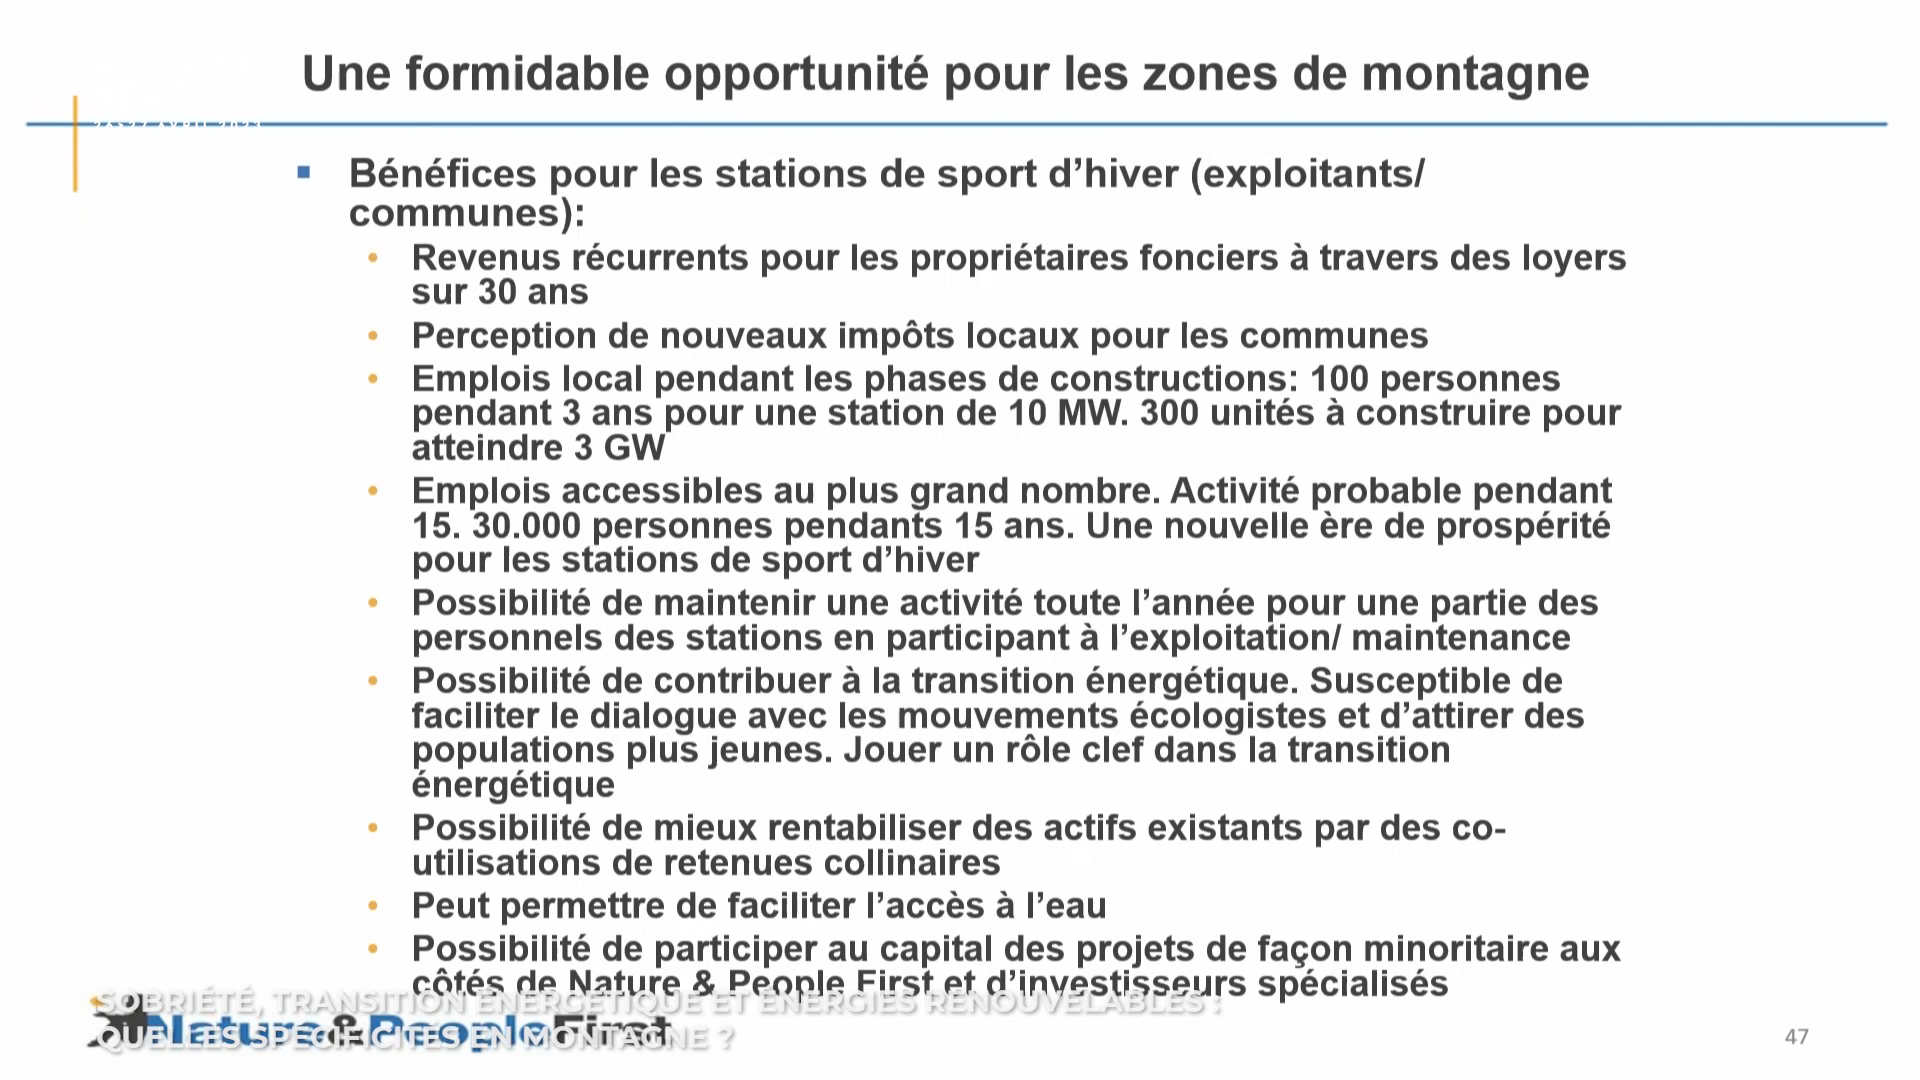 Une formidable opportunité pour les zones de montagne
Bénéfices pour les stations de sport d’hiver (exploitants/
communes):
Revenus récurrents pour les propriétaires fonciers à travers des loyers
sur 30 ans
Perception de nouveaux impôts locaux pour les communes
Emplois local pendant les phases de constructions: 100 personnes
pendant 3 ans pour une station de 10 MW. 300 unités à construire pour
atteindre 3 GW
Emplois accessibles au plus grand nombre. Activité probable pendant
15. 30.000 personnes pendants 15 ans. Une nouvelle ère de prospérité
pour les stations de sport d’hiver
Possibilité de maintenir une activité toute l’année pour une partie des
personnels des stations en participant à l’exploitation/ maintenance
Possibilité de contribuer à la transition énergétique. Susceptible de
faciliter le dialogue avec les mouvements écologistes et d’attirer des
populations plus jeunes. Jouer un rôle clef dans la transition
énergétique
Possibilité de mieux rentabiliser des actifs existants par des co-
utilisations de retenues collinaires
Peut permettre de faciliter l’accès à l’eau
Possibilité de participer au capital des projets de façon minoritaire aux
côtés de Nature & People First et d’investisseurs spécialisés
SOBRIÉTÉ, TRANSITION ÉNERGÉTIQUE ET ÉNERGIES RENOUVELABLES :
QUELLES SPÉCIFICITÉS EN MONTAGNE ?
Nature&PeopleFirst
47